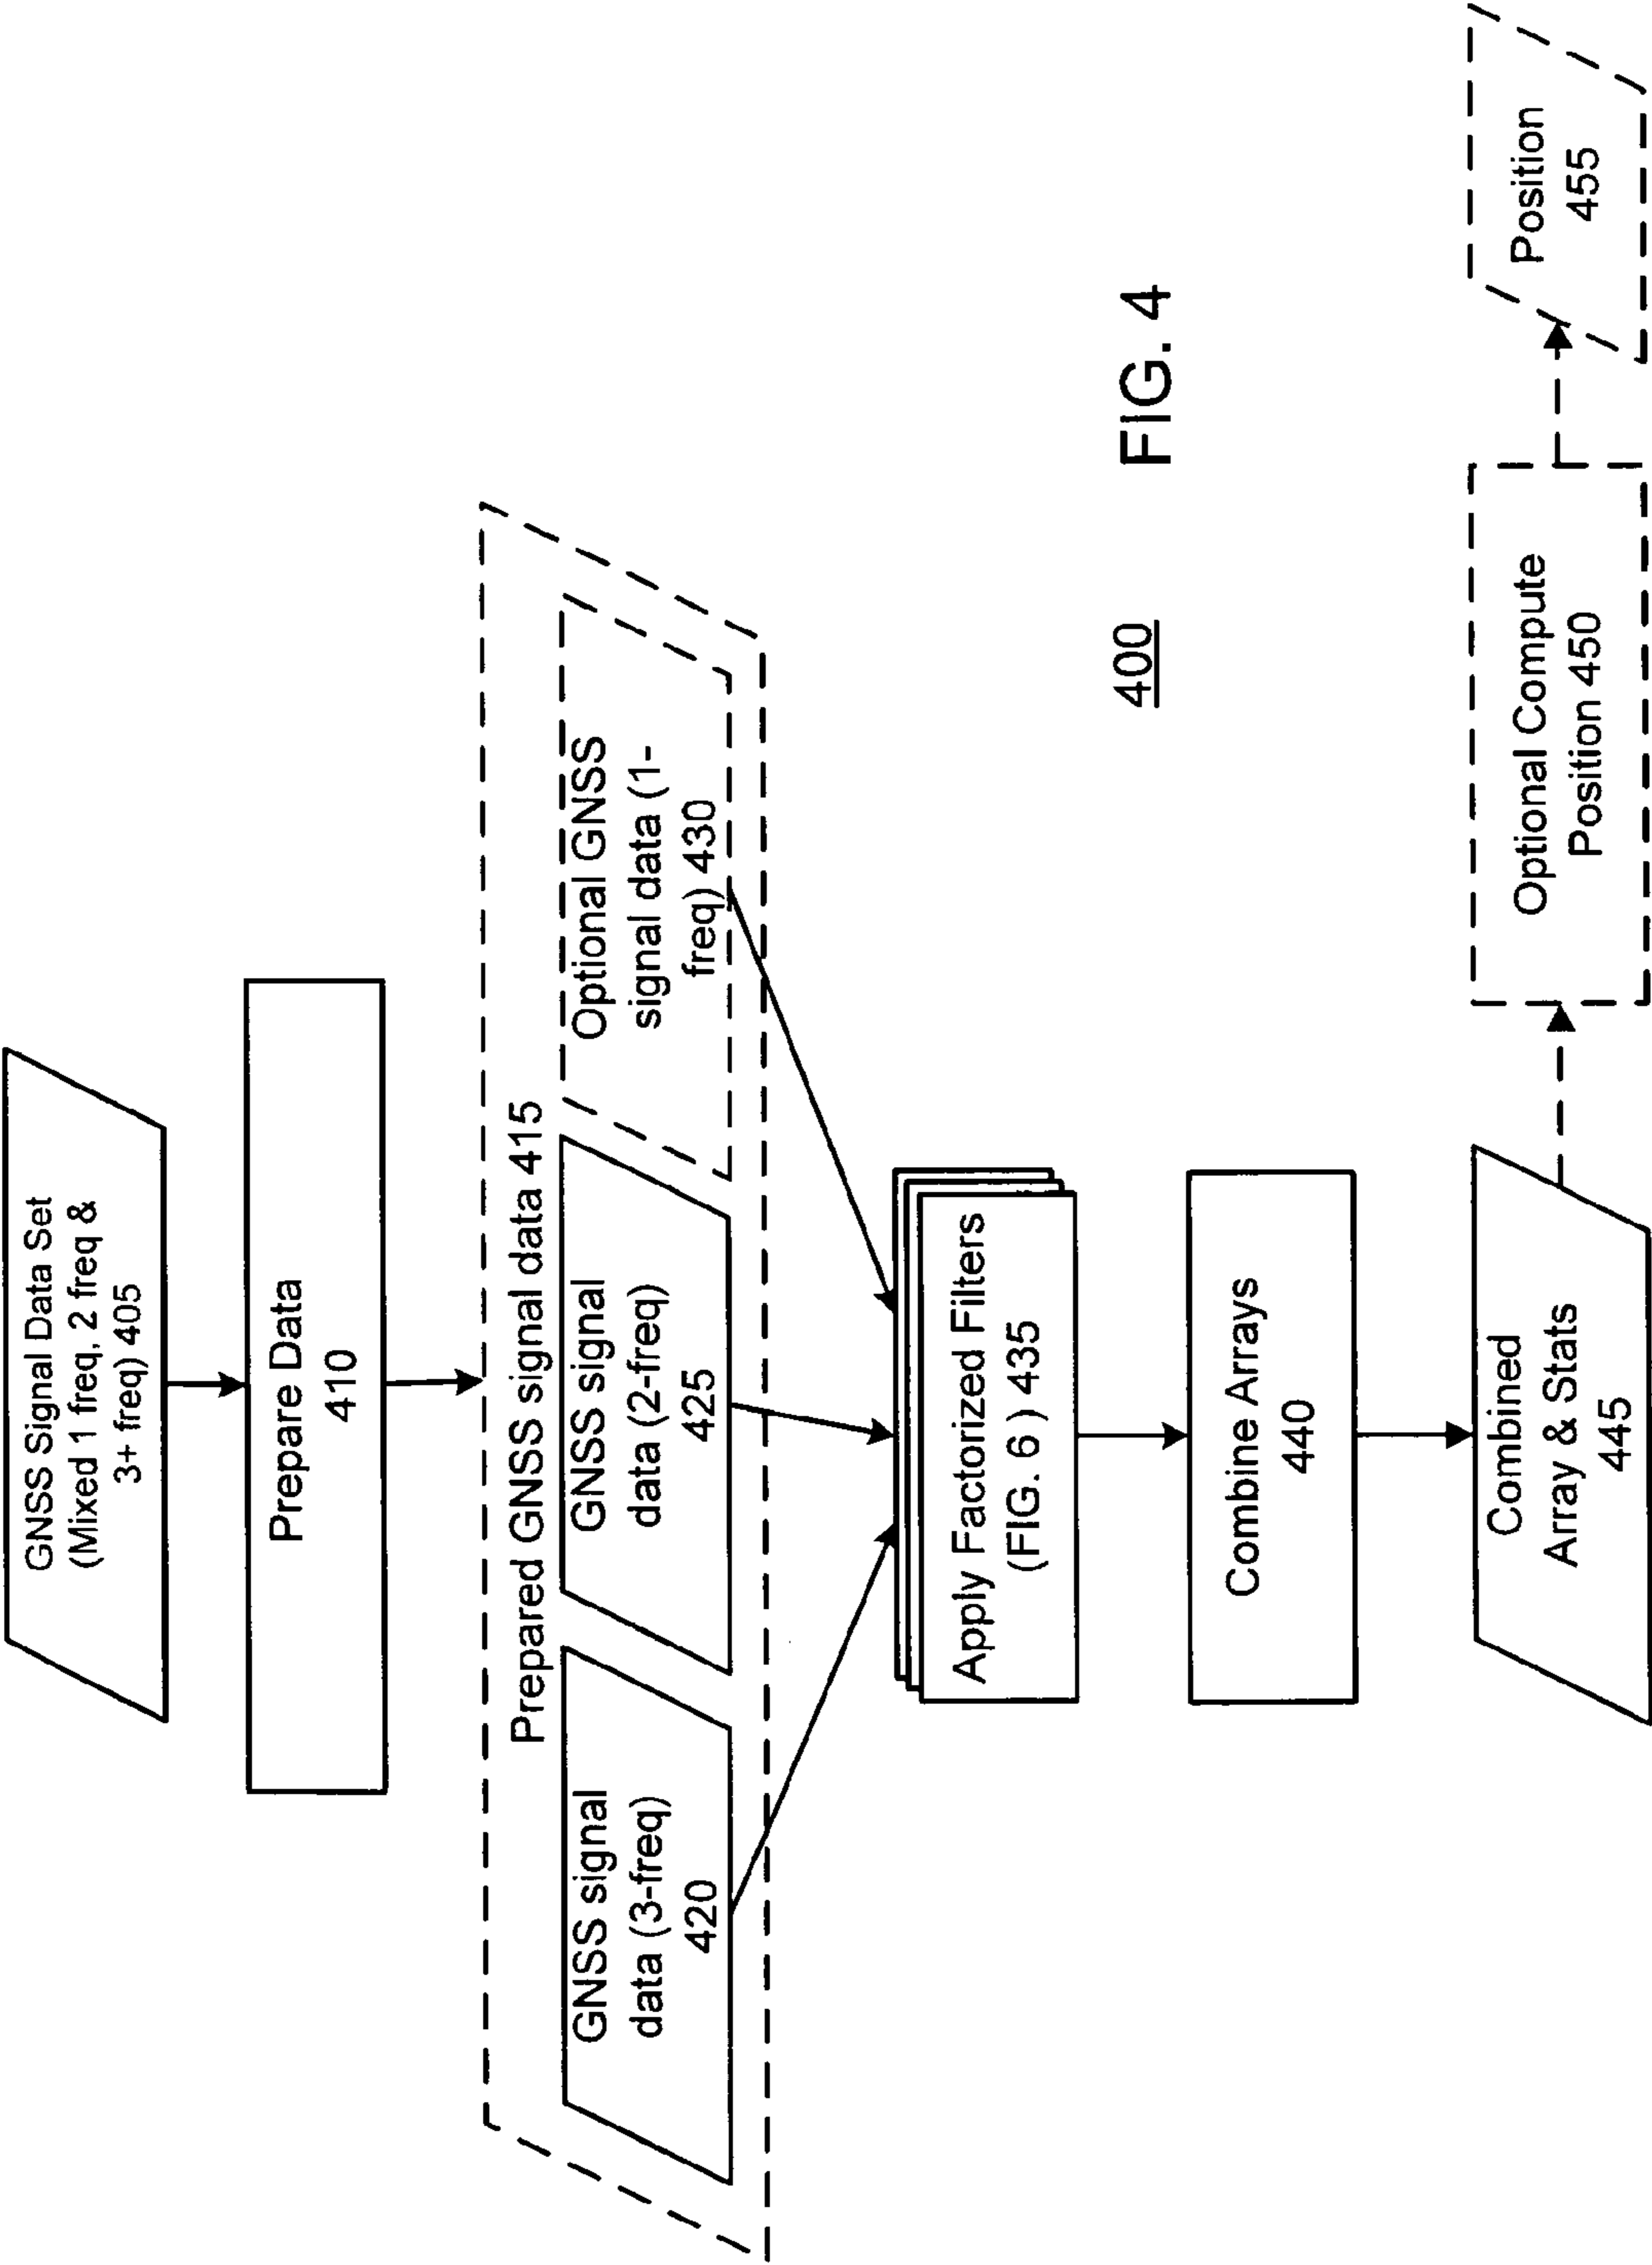 GNSS Signal Data Set
(Mixed 1 freq, 2 freq &
3+ freq) 405
Prepare Data
410
Prepared GNSS signal data 415
GNSS signal
data (3-freq)
420
GNSS signal
data (2-freq)
425
Optional GNSS
signal data (1-
freq) 430
Apply Factorized Filters
(FIG. 6 ) 435
400
FIG. 4
Combine Arrays
440
Combined
Array & Stats
445
Optional Compute
Position 450
Position
455